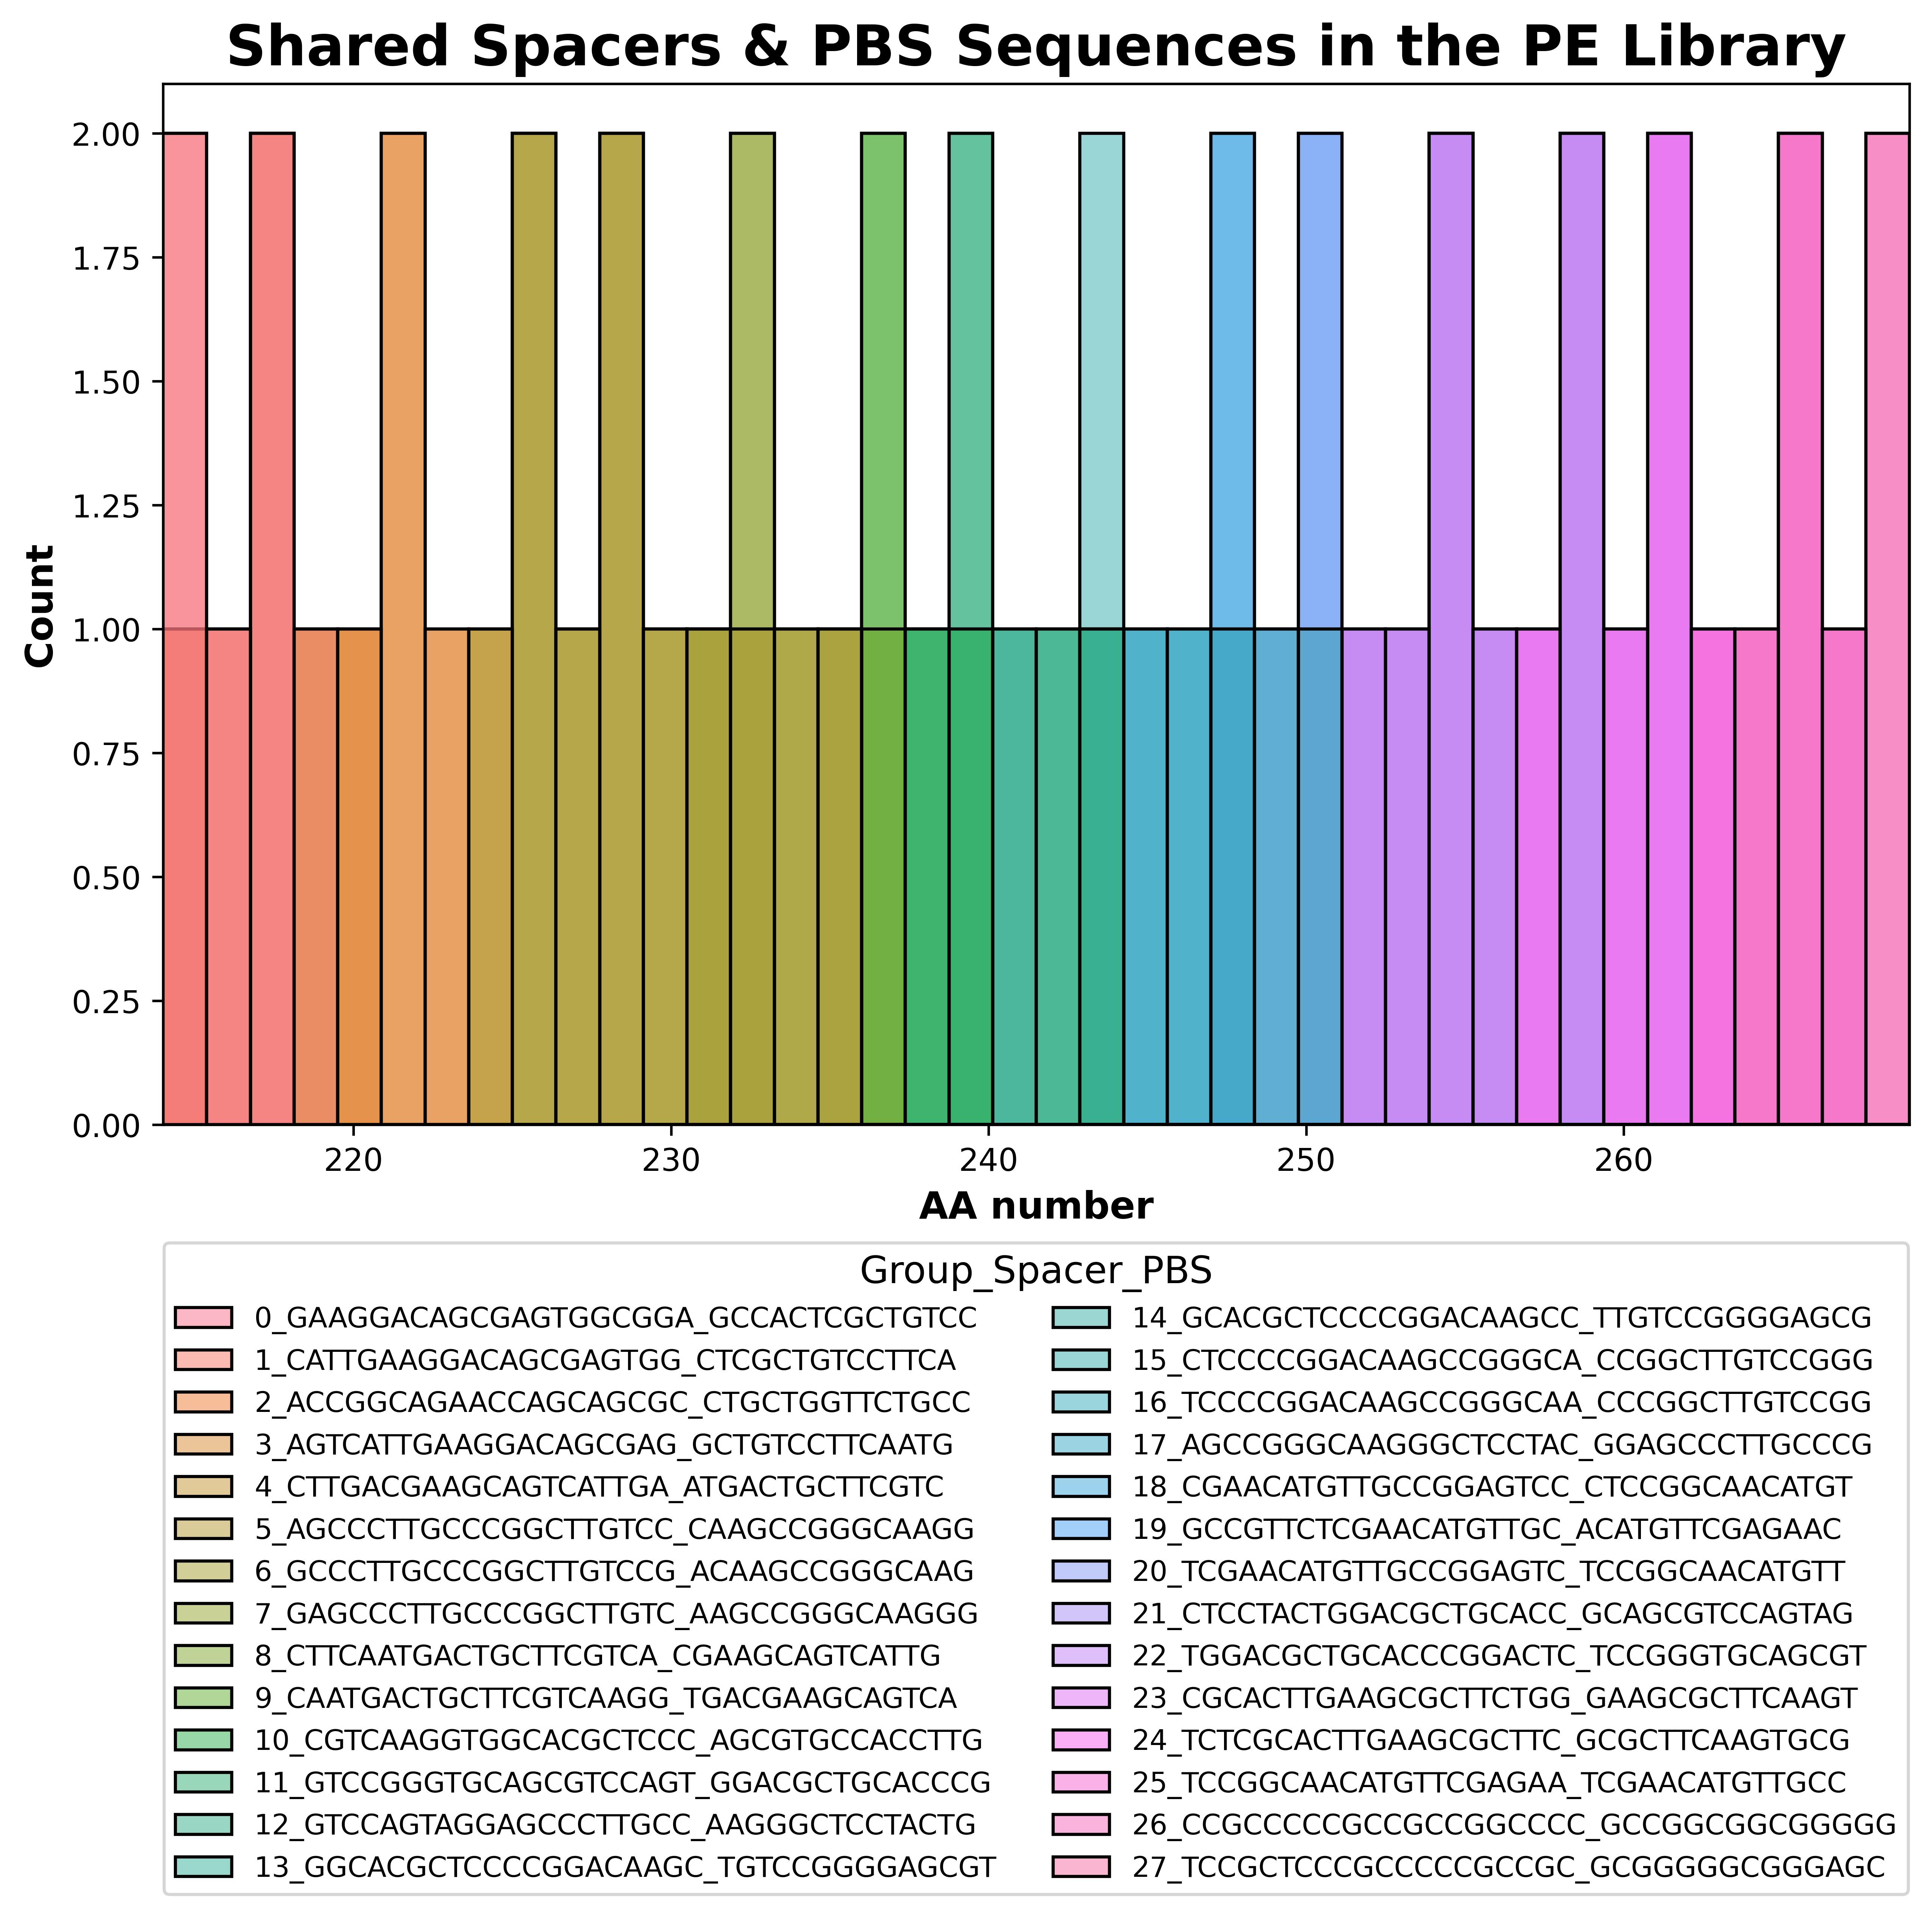 Shared Spacers & PBS Sequences in the PE Library
Count
2.00
1.75
1.50
1.25
1.00
0.75
0.50
0.25
0.00
220 230 240 250 260
AA number
Group_Spacer_PBS
0_GAAGGACAGCGAGTGGCGGA_GCCACTCGCTGTCC
1_CATTGAAGGACAGCGAGTGG_CTCGCTGTCCTTCA
2_ACCGGCAGAACCAGCAGCGC_CTGCTGGTTCTGCC
3_AGTCATTGAAGGACAGCGAG_GCTGTCCTTCAATG
4_CTTGACGAAGCAGTCATTGA_ATGACTGCTTCGTC
5_AGCCCTTGCCCGGCTTGTCC_CAAGCCGGGCAAGG
6_GCCCTTGCCCGGCTTGTCCG_ACAAGCCGGGCAAG
7_GAGCCCTTGCCCGGCTTGTC_AAGCCGGGCAAGGG
8_CTTCAATGACTGCTTCGTCA_CGAAGCAGTCATTG
9_CAATGACTGCTTCGTCAAGG_TGACGAAGCAGTCA
10_CGTCAAGGTGGCACGCTCCC_AGCGTGCCACCTTG
11_GTCCGGGTGCAGCGTCCAGT_GGACGCTGCACCCG
12_GTCCAGTAGGAGCCCTTGCC_AAGGGCTCCTACTG
13_GGCACGCTCCCCGGACAAGC_TGTCCGGGGAGCGT
14_GCACGCTCCCCGGACAAGCC_TTGTCCGGGGAGCG
15_CTCCCCGGACAAGCCGGGCA_CCGGCTTGTCCGGG
16_TCCCCGGACAAGCCGGGCAA_CCCGGCTTGTCCGG
17_AGCCGGGCAAGGGCTCCTAC_GGAGCCCTTGCCCG
18_CGAACATGTTGCCGGAGTCC_CTCCGGCAACATGT
19_GCCGTTCTCGAACATGTTGC_ACATGTTCGAGAAC
20_TCGAACATGTTGCCGGAGTC_TCCGGCAACATGTT
21_CTCCTACTGGACGCTGCACC_GCAGCGTCCAGTAG
22_TGGACGCTGCACCCGGACTC_TCCGGGTGCAGCGT
23_CGCACTTGAAGCGCTTCTGG_GAAGCGCTTCAAGT
24_TCTCGCACTTGAAGCGCTTC_GCGCTTCAAGTGCG
25_TCCGGCAACATGTTCGAGAA_TCGAACATGTTGCC
26_CCGCCCCCGCCGCCGGCCCC_GCCGGCGGCGGGGG
27_TCCGCTCCCGCCCCCGCCGC_GCGGGGGCGGGAGC